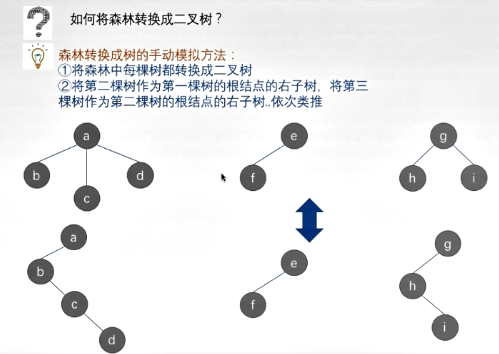 如何将森林转换成二叉树？
森林转换成树的手动模拟方法：
①将森林中每棵树都转换成二叉树
②将第二棵树作为第一棵树的根结点的右子树，将第三
棵树作为第二棵树的根结点的右子树..依次类推
a e g
b c d f h i
a e g
b f h
c i
d